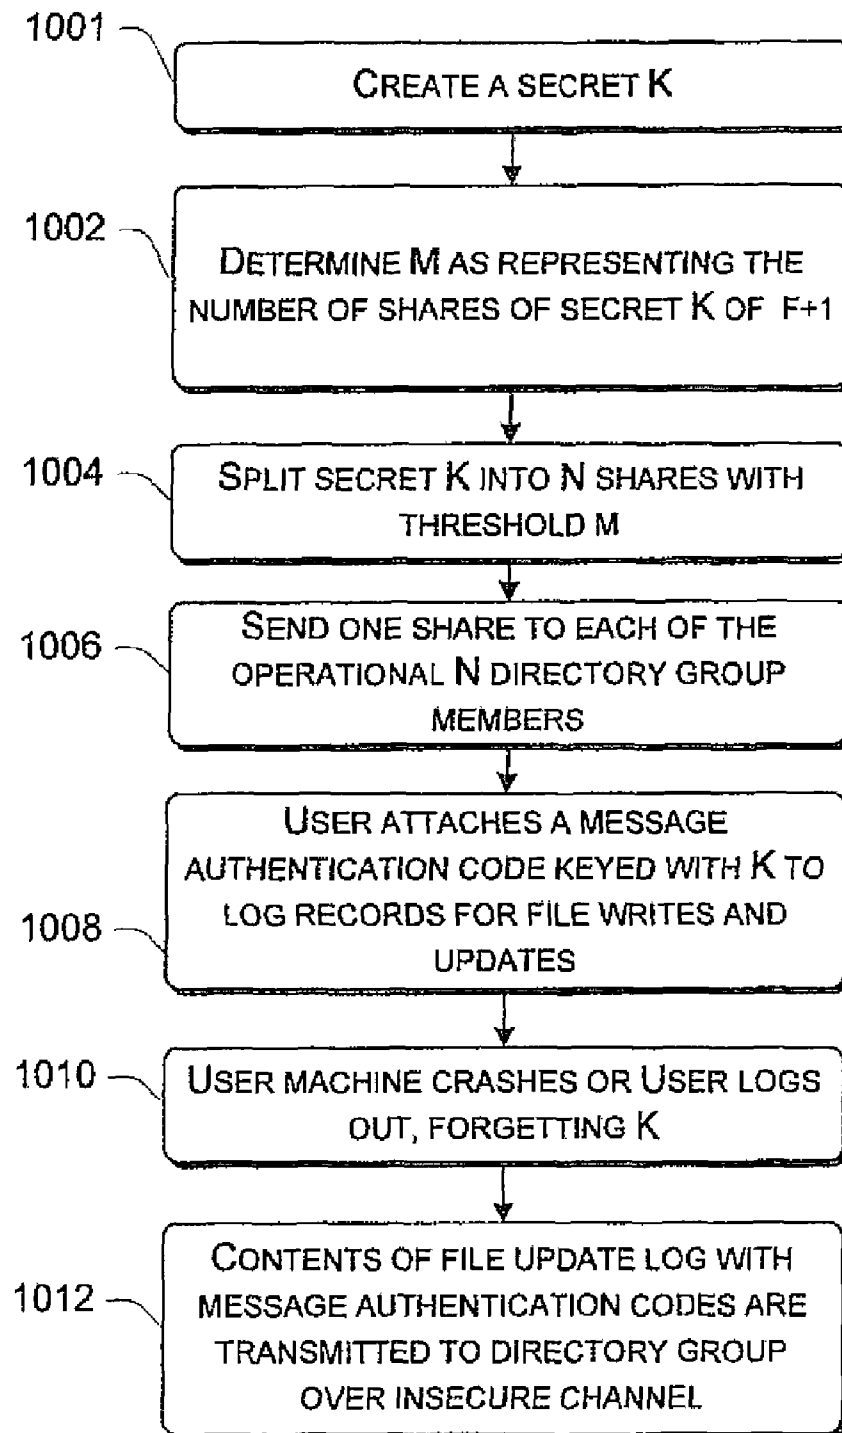 1001
CREATE A SECRET K
1002
DETERMINE M AS REPRESENTING THE
NUMBER OF SHARES OF SECRET K OF F+1
1004
SPLIT SECRET K INTO N SHARES WITH
THRESHOLD M
1006
SEND ONE SHARE TO EACH OF THE
OPERATIONAL N DIRECTORY GROUP
MEMBERS
1008
USER ATTACHES A MESSAGE
AUTHENTICATION CODE KEYED WITH K TO
LOG RECORDS FOR FILE WRITES AND
UPDATES
1010
USER MACHINE CRASHES OR USER LOGS
OUT, FORGETTING K
1012
CONTENTS OF FILE UPDATE LOG WITH
MESSAGE AUTHENTICATION CODES ARE
TRANSMITTED TO DIRECTORY GROUP
OVER INSECURE CHANNEL